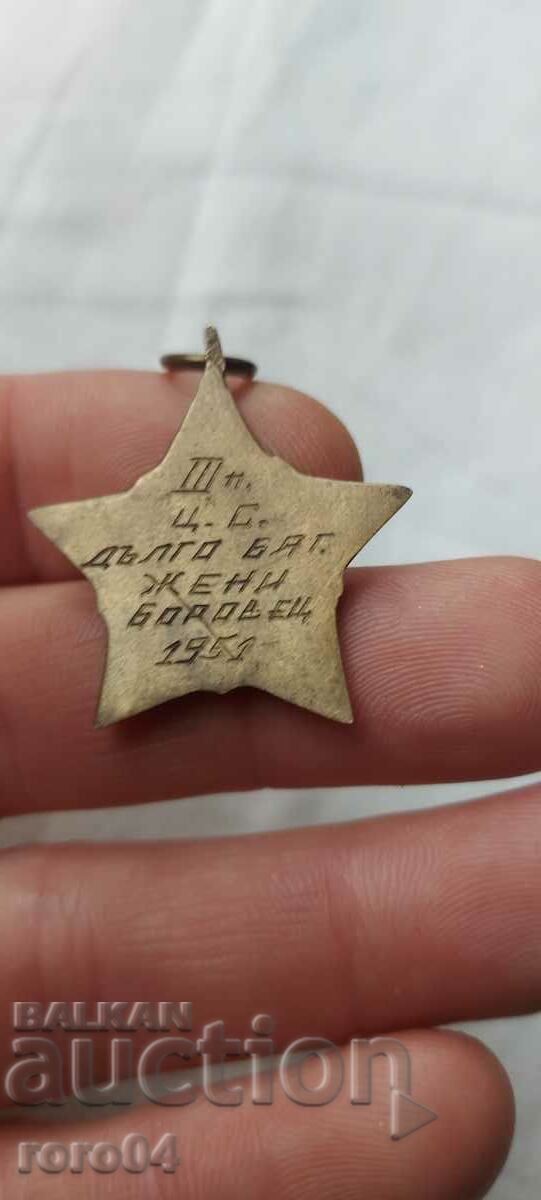 III п.
Ц. С.
ДЪЛГО БЯГ.
ЖЕНИ
БОРОВЕЦ
1951
BALKAN
auction
roro04